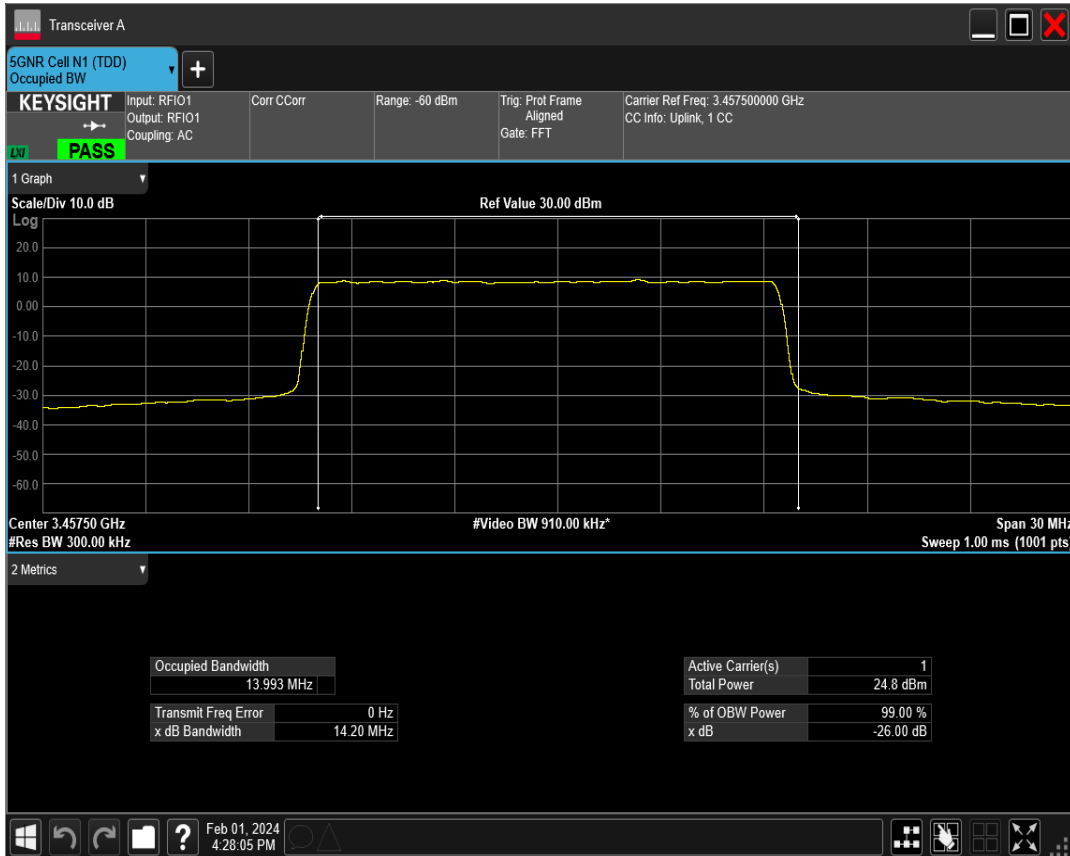 Transceiver A
5GNR Cell N1 (TDD)
Occupied BW
+
KEYSIGHT
LXI
PASS
Input: RFIO1
Output: RFIO1
Coupling: AC
Corr CCorr
Range: -60 dBm
Trig: Prot Frame
Aligned
Gate: FFT
Carrier Ref Freq: 3.457500000 GHz
CC Info: Uplink, 1 CC
1 Graph
Scale/Div 10.0 dB
Ref Value 30.00 dBm
Log
20.0
10.0
0.00
-10.0
-20.0
-30.0
-40.0
-50.0
-60.0
Center 3.45750 GHz
#Video BW 910.00 kHz*
Span 30 MHz
#Res BW 300.00 kHz
Sweep 1.00 ms (1001 pts)
2 Metrics
Occupied Bandwidth
13.993 MHz
Transmit Freq Error 0 Hz
x dB Bandwidth 14.20 MHz
Active Carrier(s) 1
Total Power 24.8 dBm
% of OBW Power 99.00 %
x dB -26.00 dB
?
Feb 01, 2024
4:28:05 PM